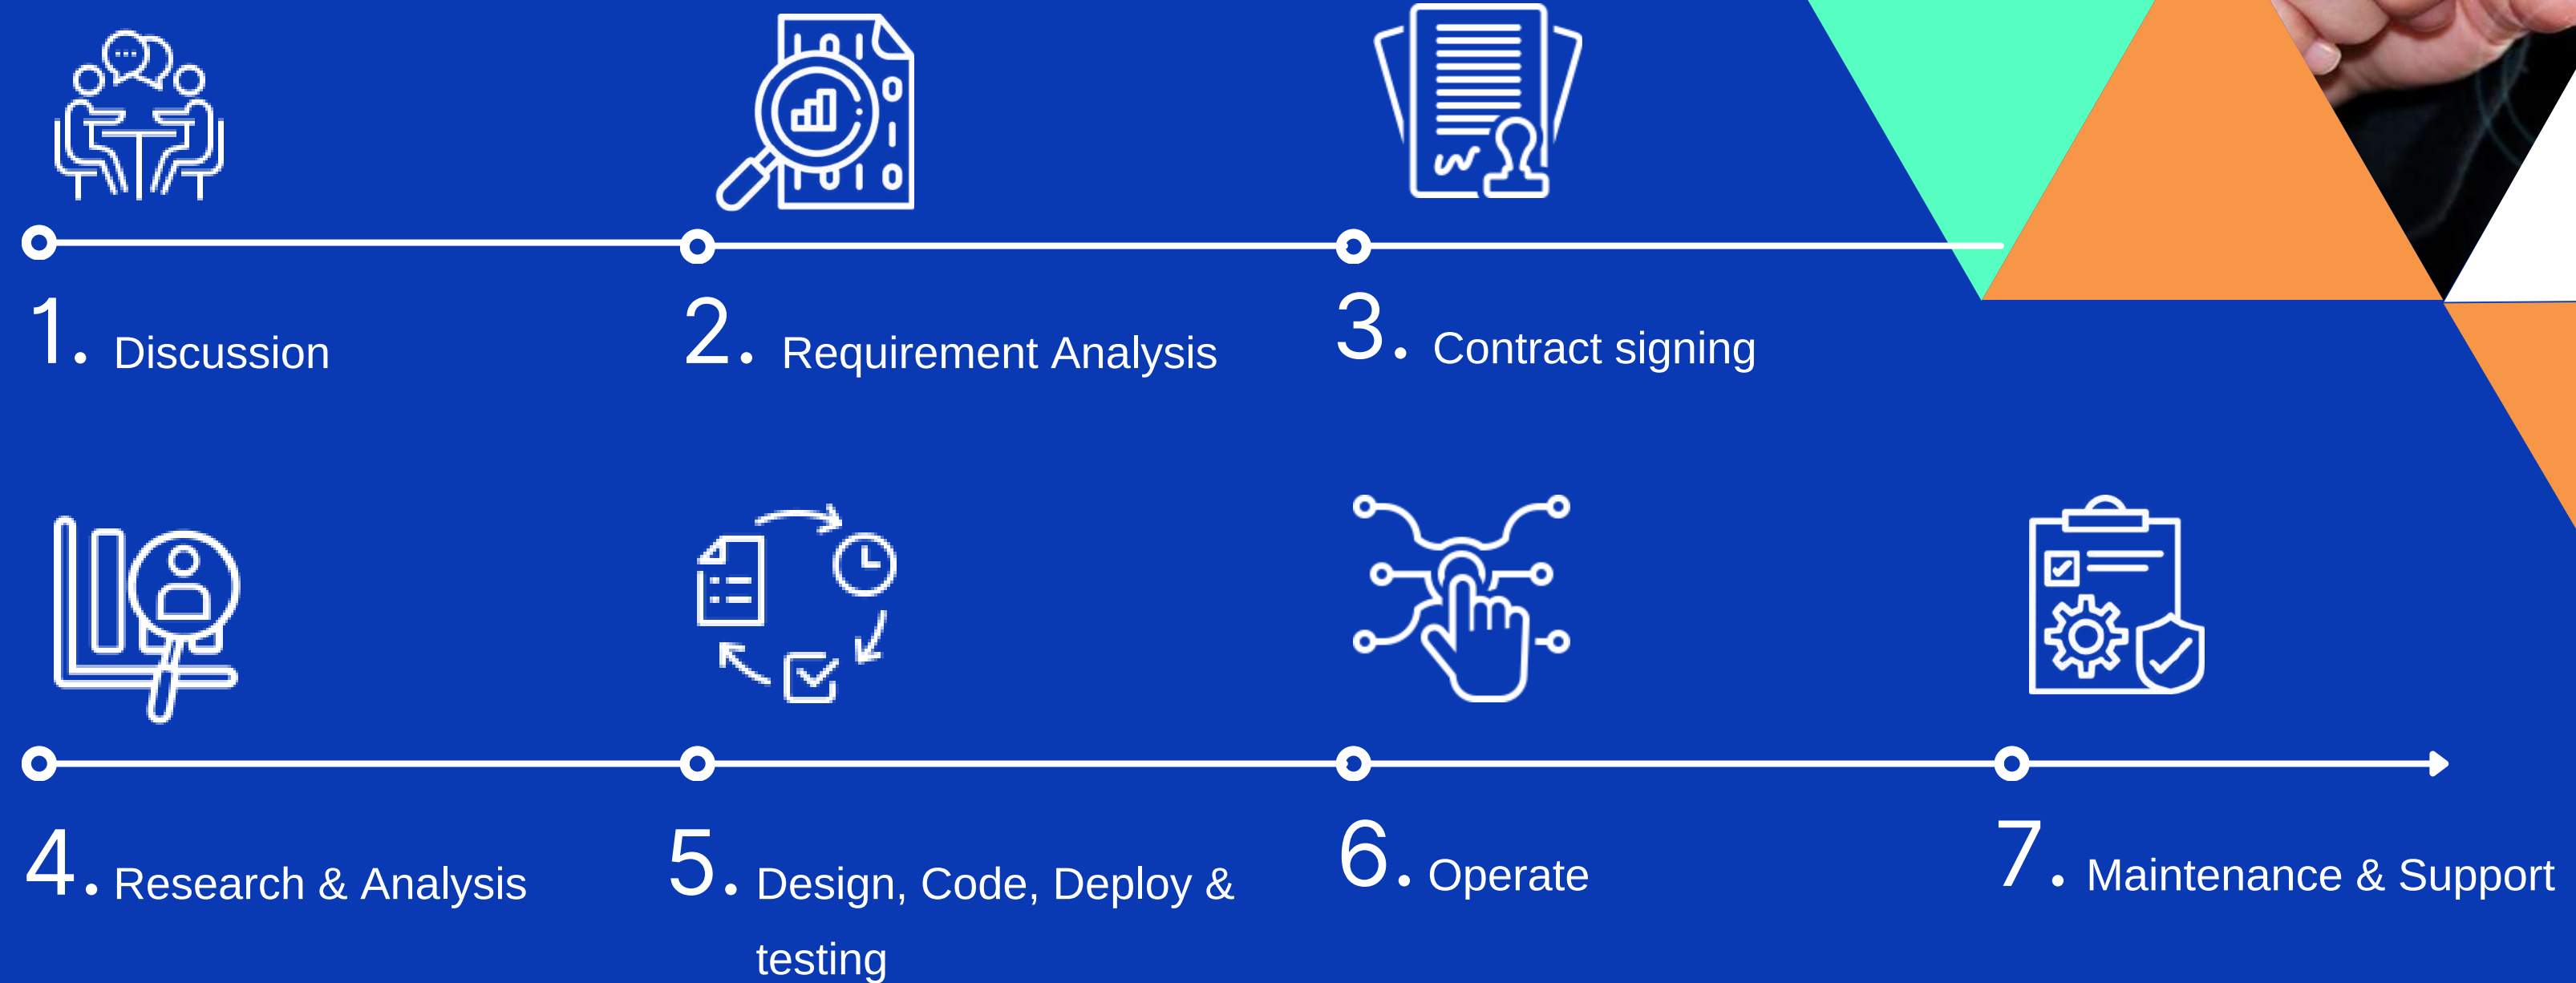 1. Discussion
2. Requirement Analysis
3. Contract signing
4. Research & Analysis
5. Design, Code, Deploy &
testing
6. Operate
7. Maintenance & Support